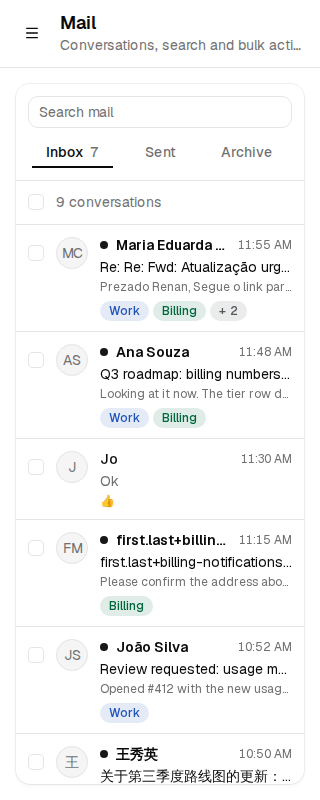 Mail
Conversations, search and bulk acti…
Search mail
Inbox 7 Sent Archive
9 conversations
MC Maria Eduarda … 11:55 AM
Re: Re: Fwd: Atualização urg…
Prezado Renan, Segue o link par…
Work Billing + 2
AS Ana Souza 11:48 AM
Q3 roadmap: billing numbers…
Looking at it now. The tier row d…
Work Billing
J Jo 11:30 AM
Ok
👍
FM first.last+billin… 11:15 AM
first.last+billing-notifications…
Please confirm the address abo…
Billing
JS João Silva 10:52 AM
Review requested: usage m…
Opened #412 with the new usag…
Work
王 王秀英 10:50 AM
关于第三季度路线图的更新：…